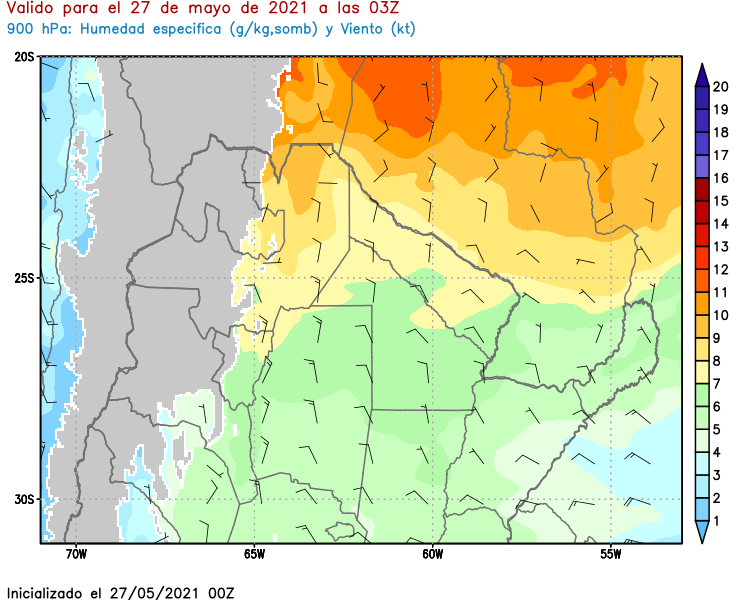 Valido para el 27 de mayo de 2021 a las 03Z
900 hPa: Humedad especifica (g/kg,somb) y Viento (kt)
20S
25S
30S
70W
65W
60W
55W
20
19
18
17
16
15
14
13
12
11
10
9
8
7
6
5
4
3
2
1
Inicializado el 27/05/2021 00Z